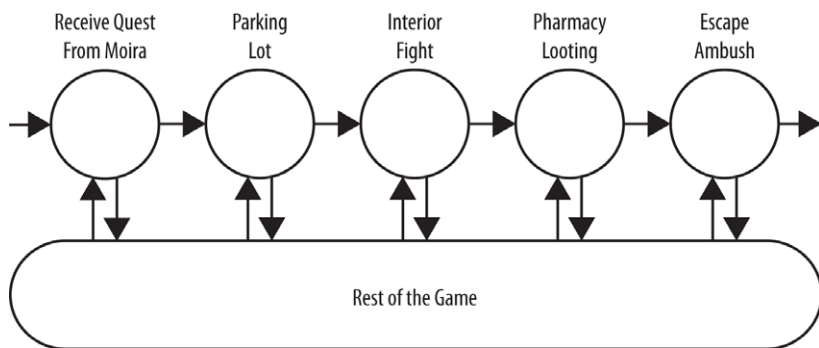 Receive Quest
From Moira
Parking
Lot
Interior
Fight
Pharmacy
Looting
Escape
Ambush
Rest of the Game